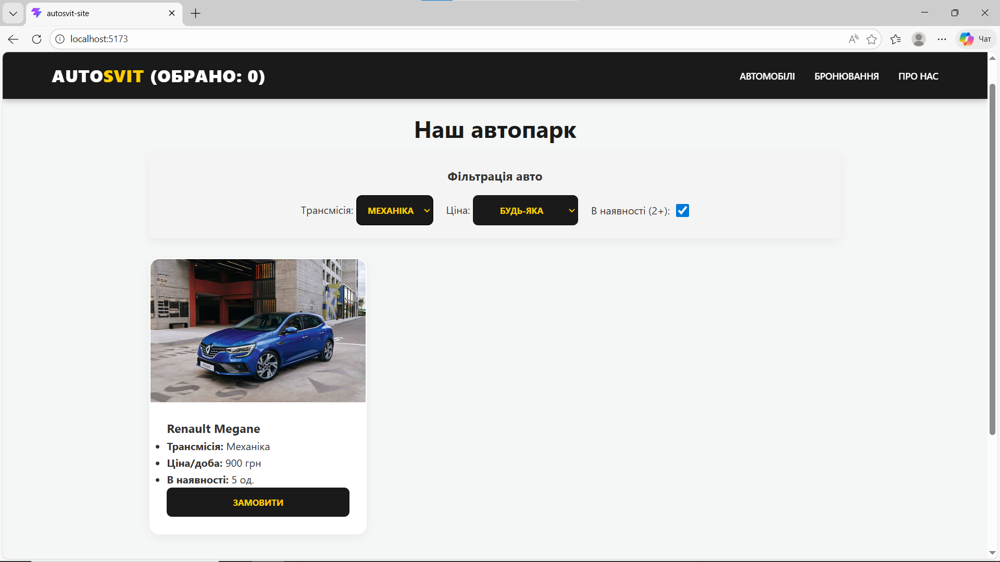 autosvit-site
localhost:5173
Чат
AUTOSVIT (ОБРАНО: 0)
АВТОМОБІЛІ БРОНЮВАННЯ ПРО НАС
Наш автопарк
Фільтрація авто
Трансмісія: МЕХАНІКА Ціна: БУДЬ-ЯКА В наявності (2+):
Renault Megane
Трансмісія: Механіка
Ціна/доба: 900 грн
В наявності: 5 од.
ЗАМОВИТИ